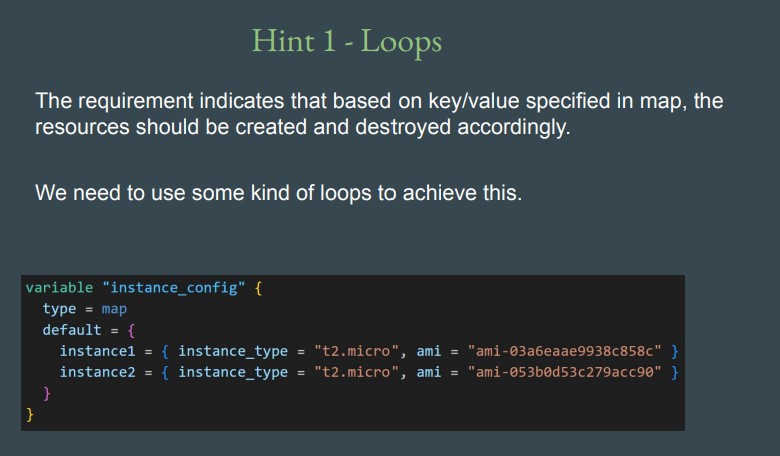 Hint 1 - Loops
The requirement indicates that based on key/value specified in map, the
resources should be created and destroyed accordingly.
We need to use some kind of loops to achieve this.
variable "instance_config" {
  type = map
  default = {
    instance1 = { instance_type = "t2.micro", ami = "ami-03a6eaae9938c858c" }
    instance2 = { instance_type = "t2.micro", ami = "ami-053b0d53c279acc90" }
  }
}